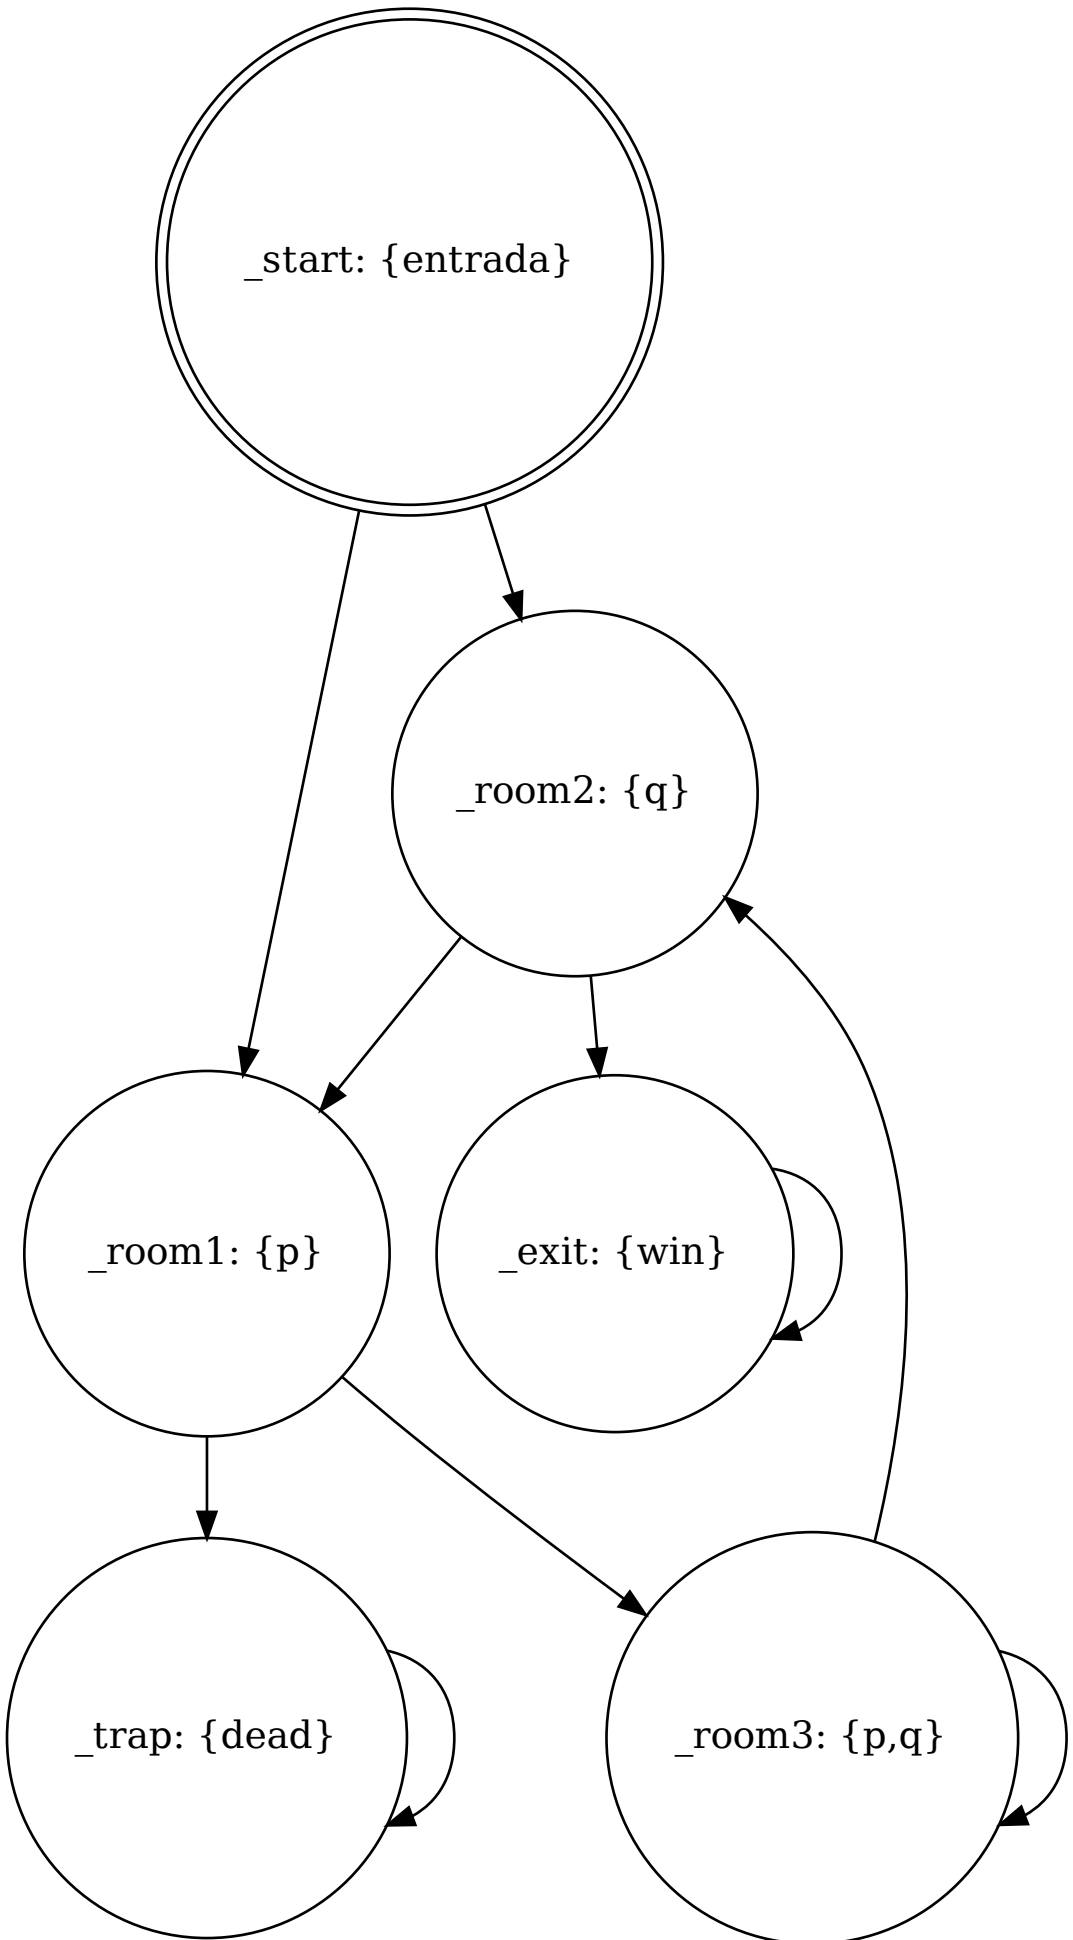 _start: {entrada}
_room2: {q}
_room1: {p}
_exit: {win}
_trap: {dead}
_room3: {p,q}